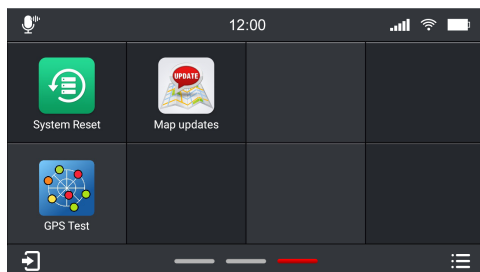 12:00
UPDATE
System Reset
Map updates
GPS Test